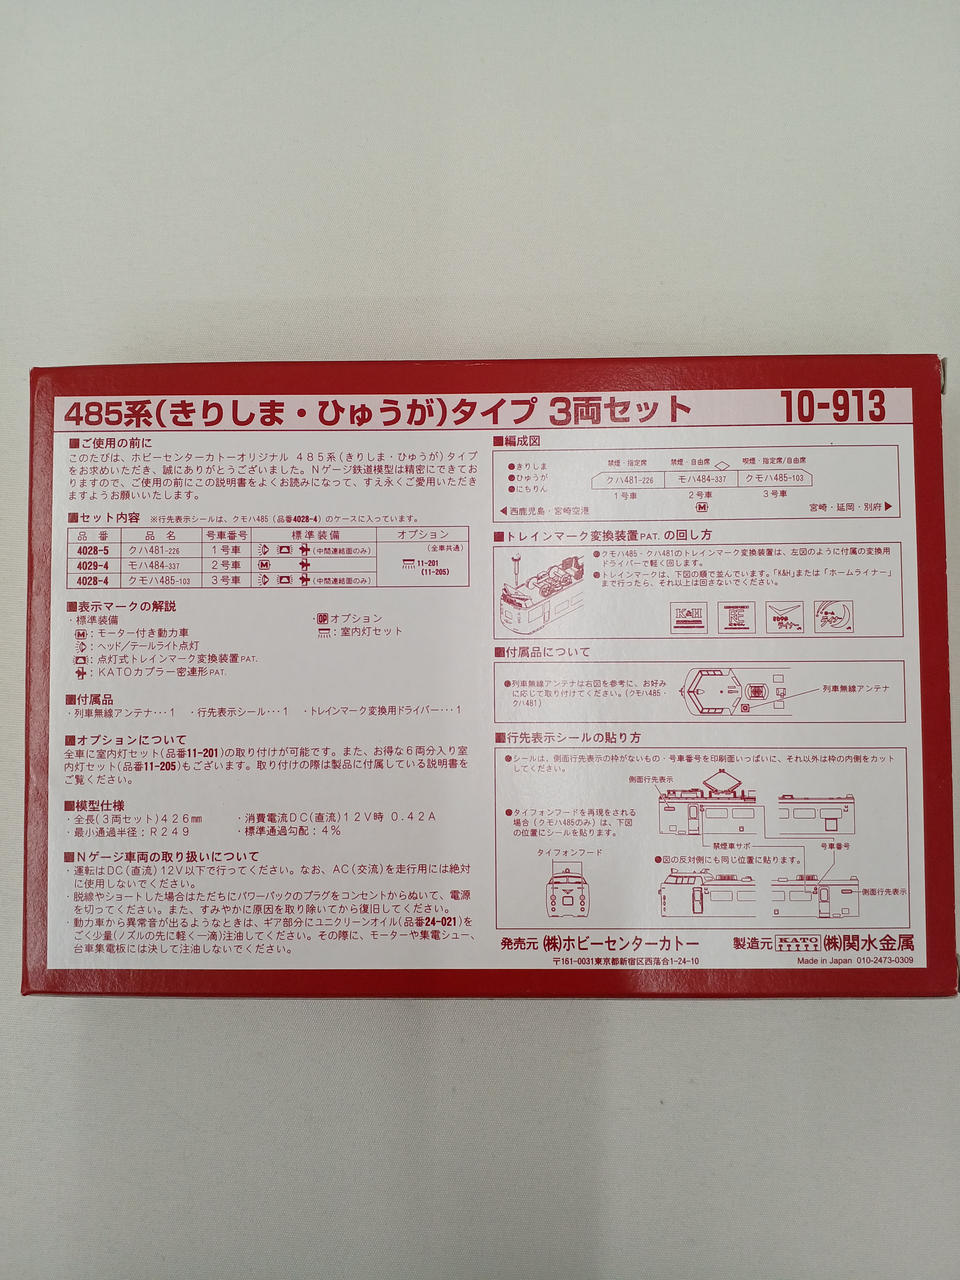 485系(きりしま・ひゅうが)タイプ 3両セット 10-913
■ご使用の前に
このたびは、ホビーセンターカトーオリジナル 485系(きりしま・ひゅうが)タイプ
をお求めいただき、誠にありがとうございました。Nゲージ鉄道模型は精密にできてお
りますので、ご使用の前にこの説明書をよくお読みになって、すえ永くご愛用いただき
ますようお願いいたします。
■セット内容 ※行先表示シールは、クモハ485(品番4028-4)のケースに入っています。
品番 品名 号車番号 標準装備 オプション
4028-5 クハ481-226 1号車 (中間連結面のみ) (全車共通)
4029-4 モハ484-337 2号車 M 11-201
(11-205)
4028-4 クモハ485-103 3号車 (中間連結面のみ)
■表示マークの解説
・標準装備
M:モーター付き動力車
:ヘッド/テールライト点灯
:点灯式トレインマーク変換装置PAT.
:KATOカプラー密連形PAT.
・OPオプション
:室内灯セット
■付属品
・列車無線アンテナ・・・1 ・行先表示シール・・・1 ・トレインマーク変換用ドライバー・・・1
■オプションについて
全車に室内灯セット(品番11-201)の取り付けが可能です。また、お得な6両分入り室
内灯セット(品番11-205)もございます。取り付けの際は製品に付属している説明書を
ご覧ください。
■模型仕様
・全長(3両セット)426mm ・消費電流DC(直流)12V時 0.42A
・最小通過半径:R249 ・標準通過勾配:4%
■Nゲージ車両の取り扱いについて
・運転はDC(直流)12V以下で行ってください。なお、AC(交流)を走行用には絶対
に使用しないでください。
・脱線やショートした場合はただちにパワーパックのプラグをコンセントからぬいて、電源
を切ってください。また、すみやかに原因を取り除いてから復旧してください。
・動力車から異常音が出るようなときは、ギア部分にユニクリーンオイル(品番24-021)を
ごく少量(ノズルの先に軽く一滴)注油してください。その際に、モーターや集電シュー、
台車集電板には決して注油しないでください。
■編成図
●きりしま
●ひゅうが
●にちりん
禁煙・指定席 禁煙・自由席 喫煙・指定席/自由席
クハ481-226 モハ484-337 クモハ485-103
1号車 2号車 3号車
M
◀西鹿児島・宮崎空港 宮崎・延岡・別府▶
■トレインマーク変換装置PAT.の回し方
●クモハ485・クハ481のトレインマーク変換装置は、左図のように付属の変換用
ドライバーで軽く回します。
●トレインマークは、下図の順で並んでいます。「K&H」または「ホームライナー」
まで行ったら、それ以上は回さないでください。
K&H
■付属品について
●列車無線アンテナは右図を参考に、お好み
に応じて取り付けてください。(クモハ485・
クハ481)
列車無線アンテナ
■行先表示シールの貼り方
●シールは、側面行先表示の枠がないもの・号車番号を印刷面いっぱいに、それ以外は枠の内側をカット
してください。
側面行先表示
●タイフォンフードを再現をされる
場合(クモハ485のみ)は、下図
の位置にシールを貼ります。
禁煙車サボ 号車番号
タイフォンフード
●図の反対側にも同じ位置に貼ります。
側面行先表示
発売元 (株)ホビーセンターカトー 製造元 KATO (株)関水金属
〒161-0031東京都新宿区西落合1-24-10 Made in Japan 010-2473-0309